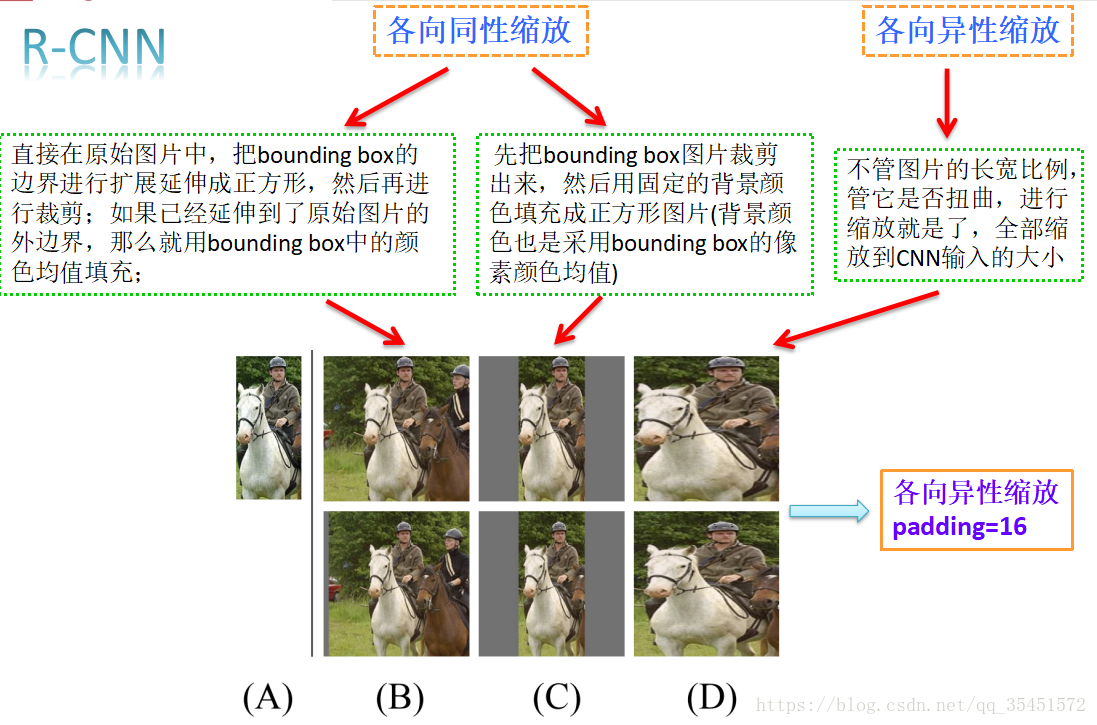 R-CNN
各向同性缩放
各向异性缩放
直接在原始图片中，把bounding box的
边界进行扩展延伸成正方形，然后再进
行裁剪；如果已经延伸到了原始图片的
外边界，那么就用bounding box中的颜
色均值填充；
先把bounding box图片裁剪
出来，然后用固定的背景颜
色填充成正方形图片(背景颜
色也是采用bounding box的像
素颜色均值)
不管图片的长宽比例，
管它是否扭曲，进行
缩放就是了，全部缩
放到CNN输入的大小
各向异性缩放
padding=16
(A)
(B)
(C)
(D)
https://blog.csdn.net/qq_35451572